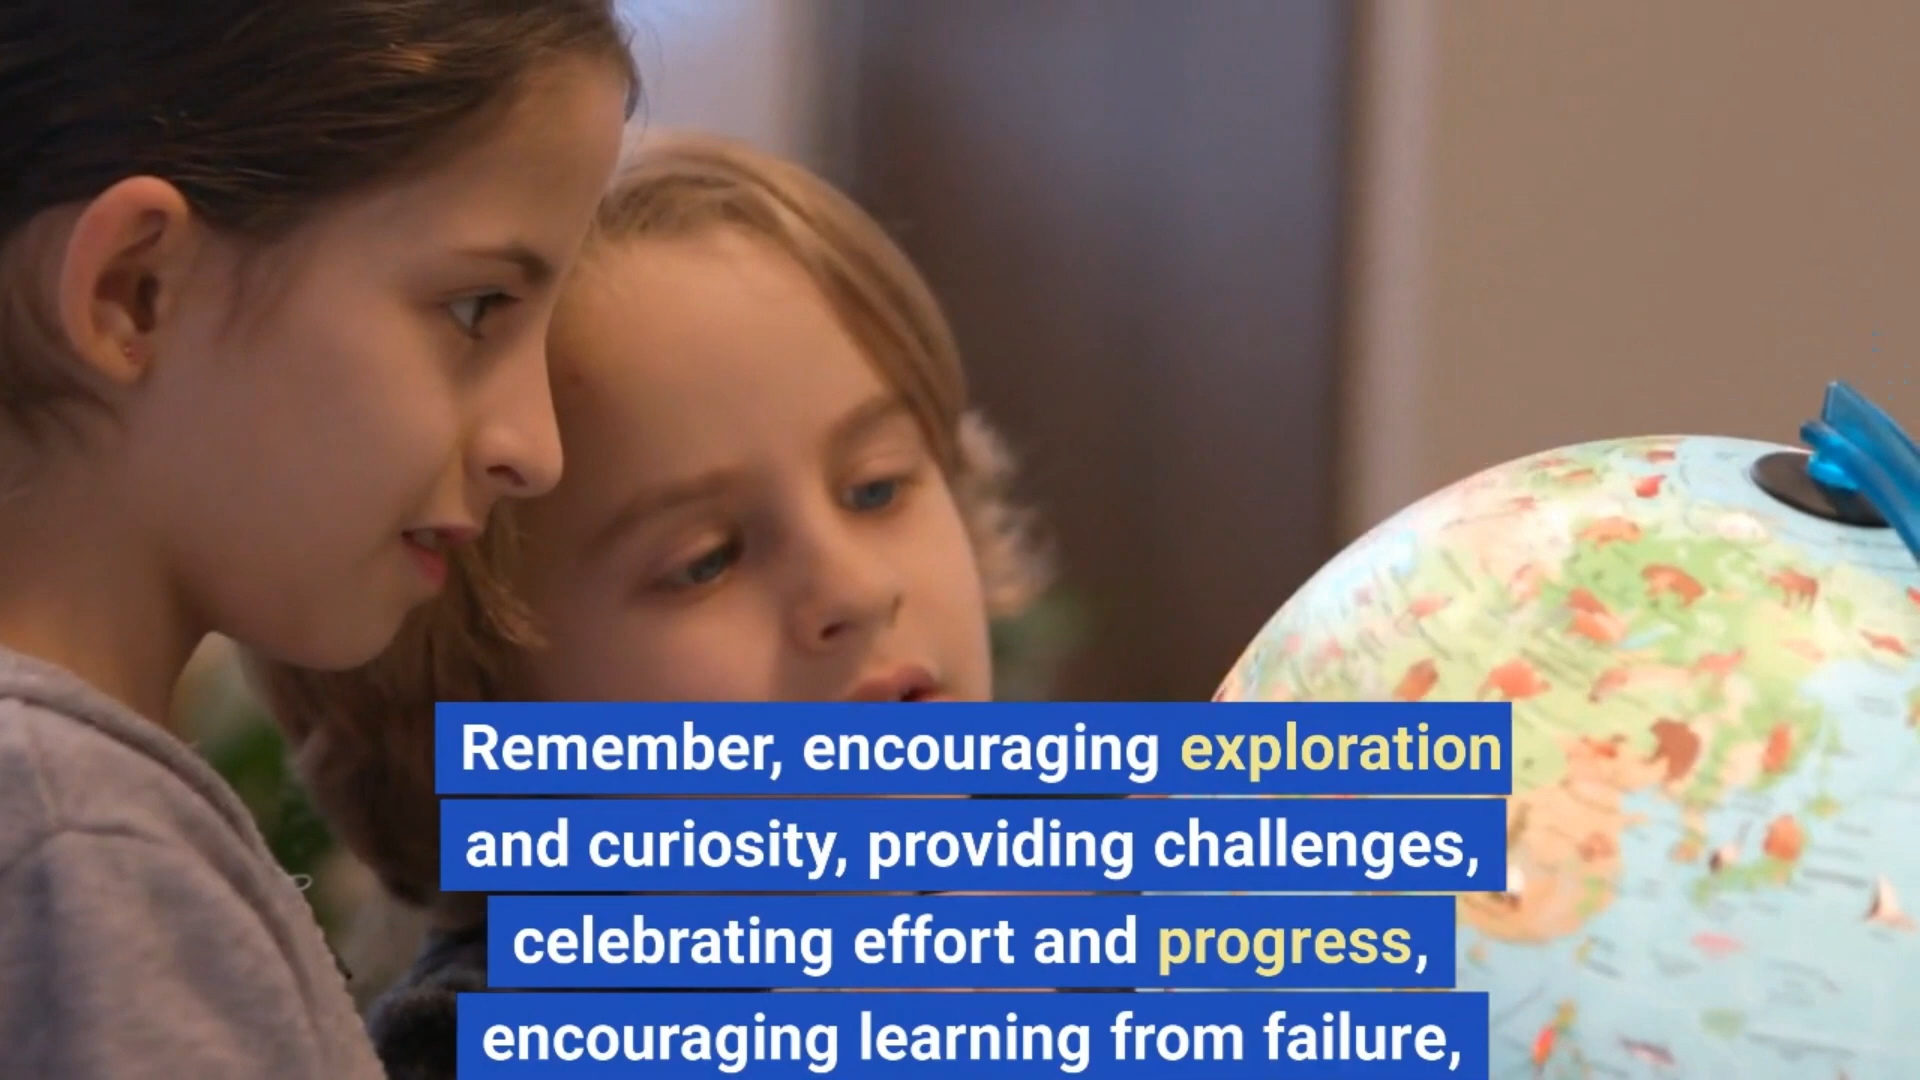 Remember, encouraging exploration
and curiosity, providing challenges,
celebrating effort and progress,
encouraging learning from failure,